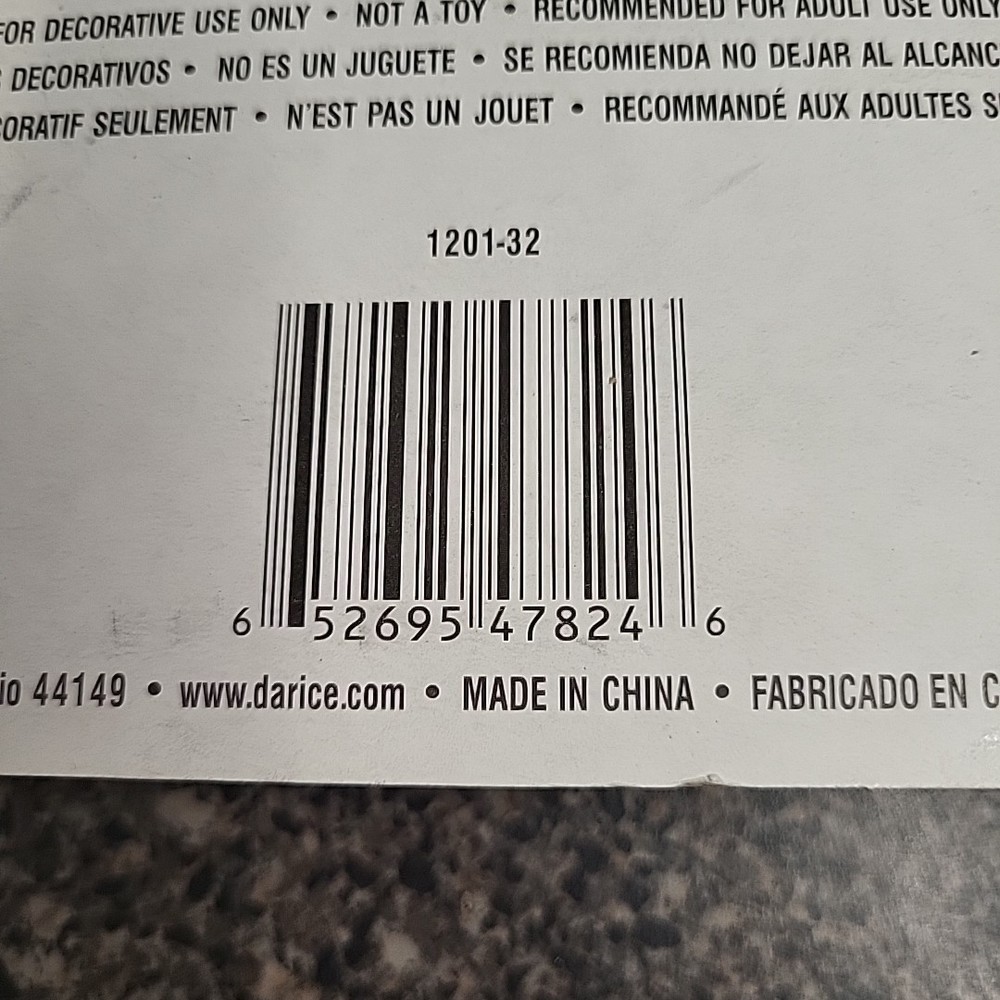 FOR DECORATIVE USE ONLY • NOT A TOY • RECOMMENDED FOR ADULT USE ONLY
DECORATIVOS • NO ES UN JUGUETE • SE RECOMIENDA NO DEJAR AL ALCANC
ORATIF SEULEMENT • N'EST PAS UN JOUET • RECOMMANDÉ AUX ADULTES S
1201-32
6 52695 47824 6
io 44149 • www.darice.com • MADE IN CHINA • FABRICADO EN C